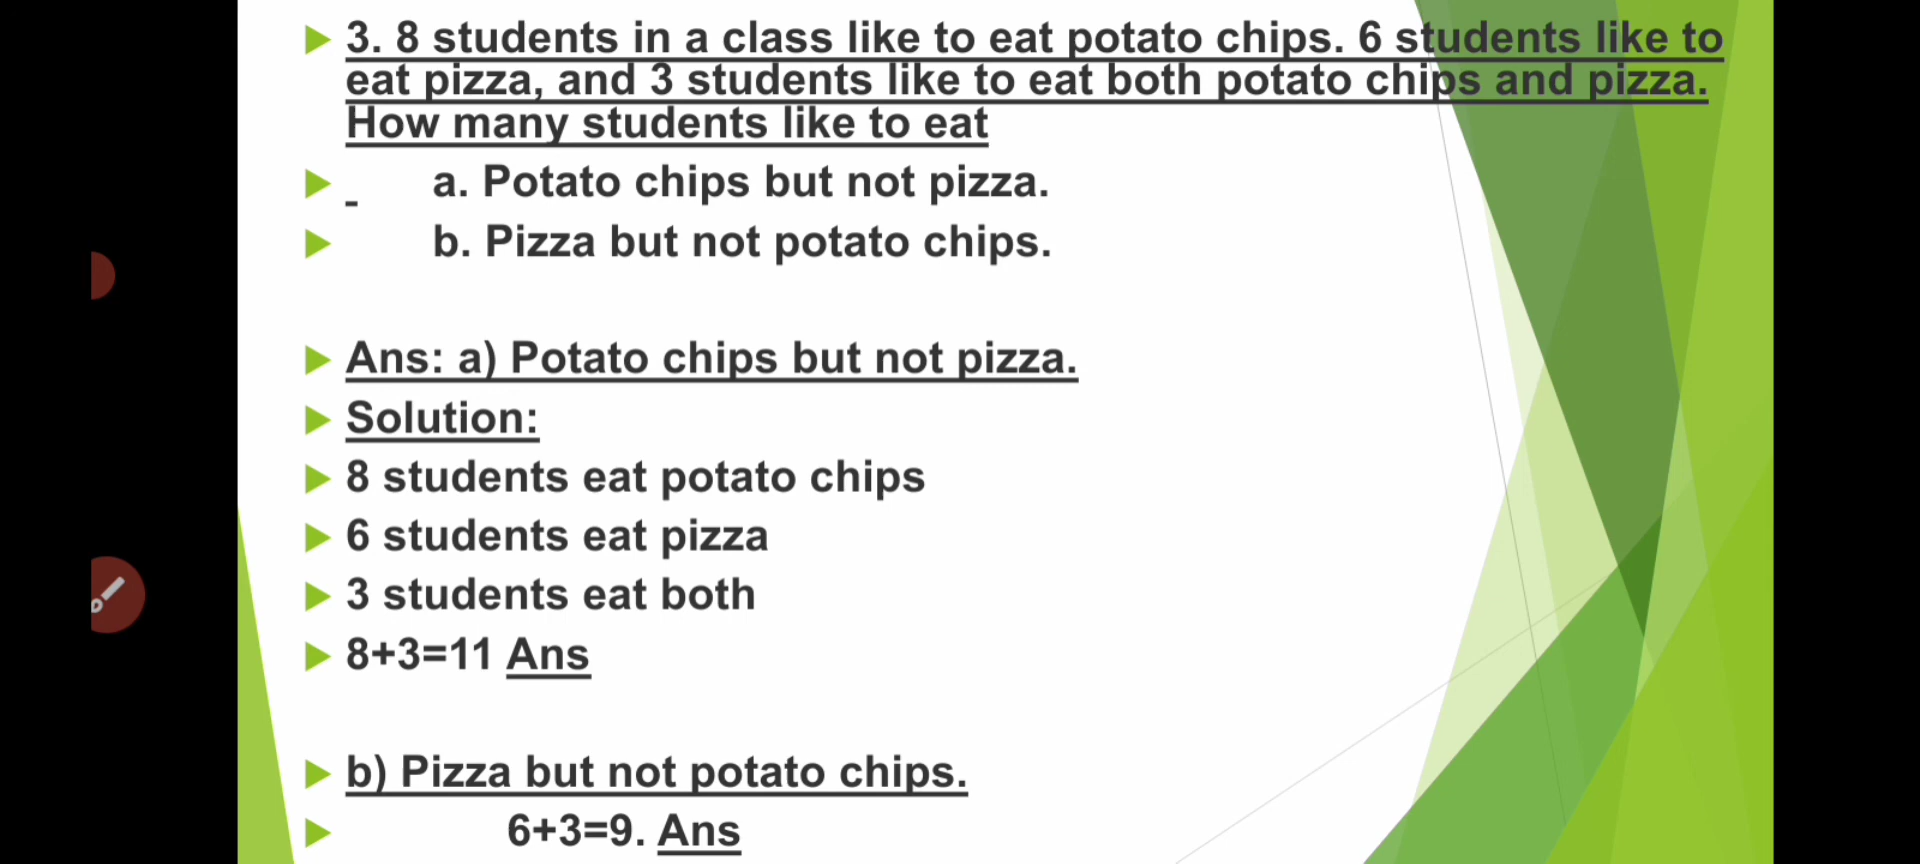 3. 8 students in a class like to eat potato chips. 6 students like to
eat pizza, and 3 students like to eat both potato chips and pizza.
How many students like to eat
a. Potato chips but not pizza.
b. Pizza but not potato chips.
Ans: a) Potato chips but not pizza.
Solution:
8 students eat potato chips
6 students eat pizza
3 students eat both
8+3=11 Ans
b) Pizza but not potato chips.
6+3=9. Ans